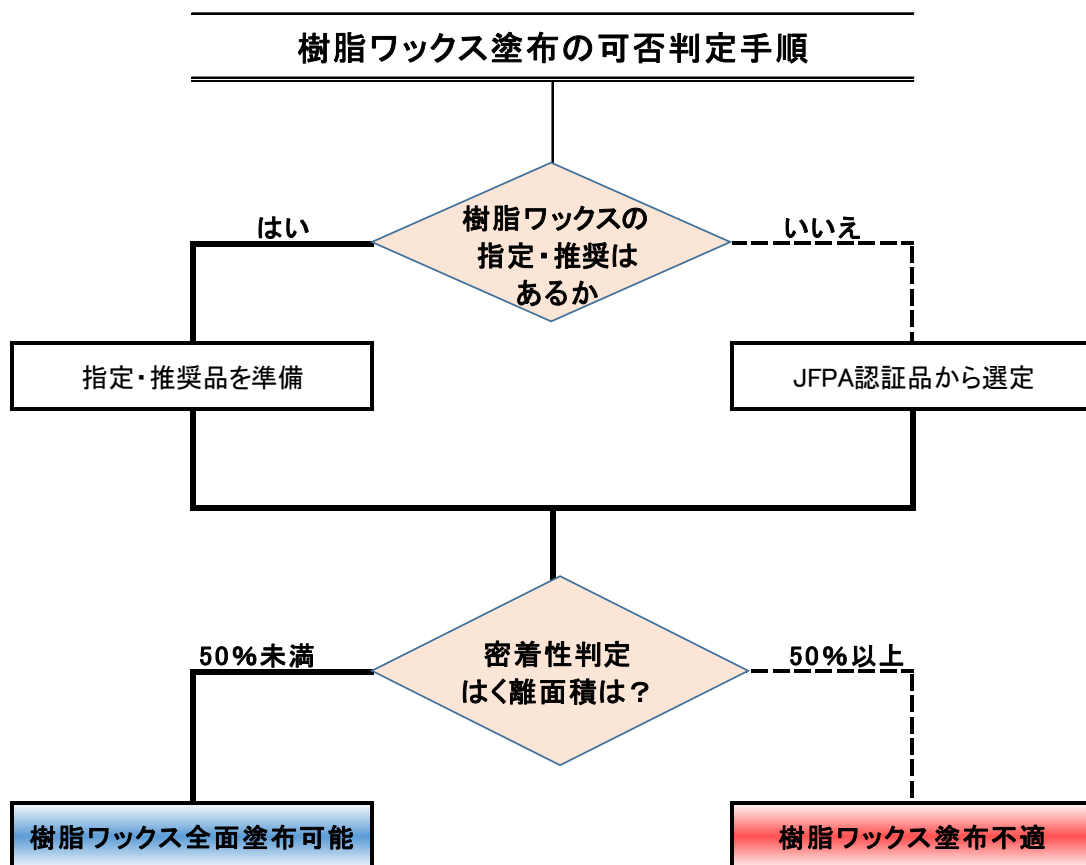 樹脂ワックス塗布の可否判定手順
樹脂ワックスの
指定・推奨は
あるか
はい
いいえ
指定・推奨品を準備
JFPA認証品から選定
密着性判定
はく離面積は？
50％未満
50％以上
樹脂ワックス全面塗布可能
樹脂ワックス塗布不適